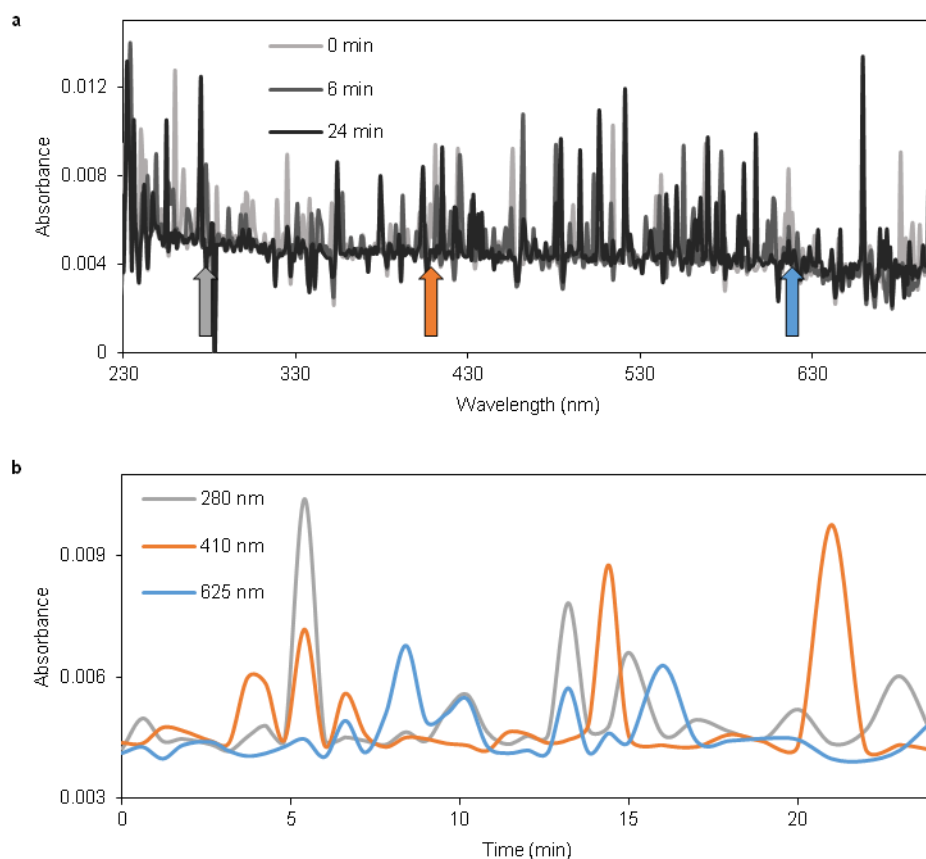 a
0 min
6 min
24 min
0.012
0.008
0.004
0
Absorbance
230
330
430
530
630
Wavelength (nm)
b
280 nm
410 nm
625 nm
0.009
0.006
0.003
Absorbance
0
5
10
15
20
Time (min)